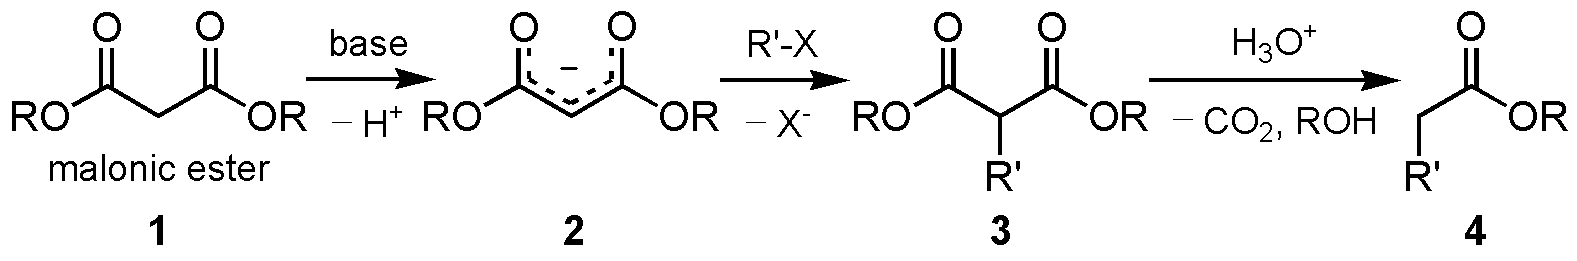 O O base O O R'-X O O H₃O⁺ O
RO OR − H⁺ RO − OR − X⁻ RO OR − CO₂, ROH OR
malonic ester R' R'
1 2 3 4